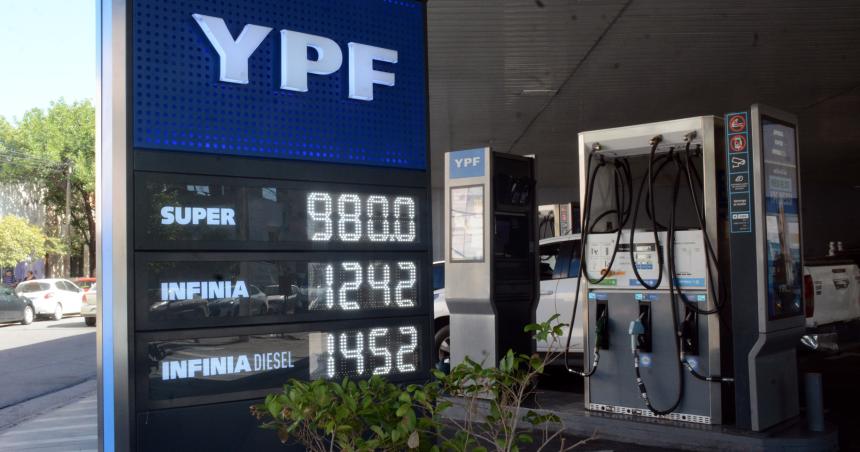 YPF
SUPER 980.0
INFINIA 1242
INFINIA DIESEL 1452
YPF